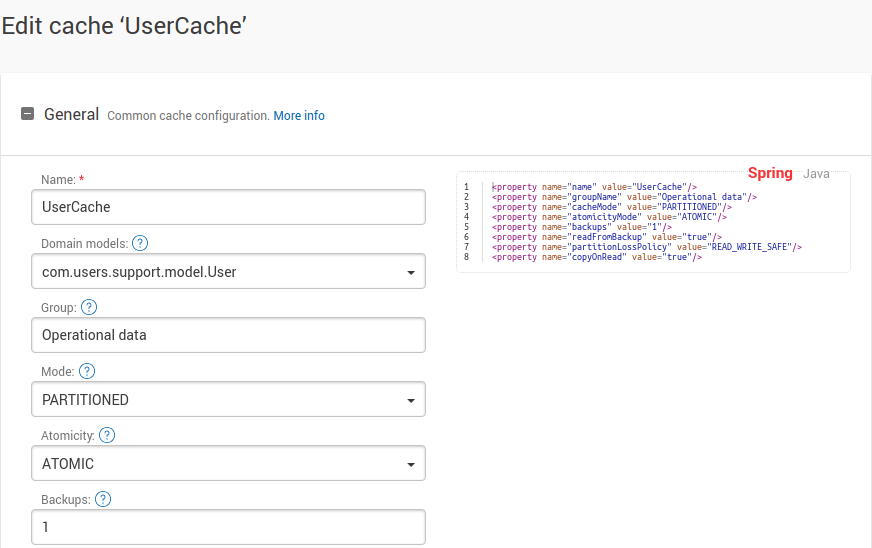 Edit cache ‘UserCache’
General Common cache configuration. More info
Name: *
UserCache
Domain models: ?
com.users.support.model.User
Group: ?
Operational data
Mode: ?
PARTITIONED
Atomicity: ?
ATOMIC
Backups: ?
1
Spring Java
1 <property name="name" value="UserCache"/>
2 <property name="groupName" value="Operational data"/>
3 <property name="cacheMode" value="PARTITIONED"/>
4 <property name="atomicityMode" value="ATOMIC"/>
5 <property name="backups" value="1"/>
6 <property name="readFromBackup" value="true"/>
7 <property name="partitionLossPolicy" value="READ_WRITE_SAFE"/>
8 <property name="copyOnRead" value="true"/>